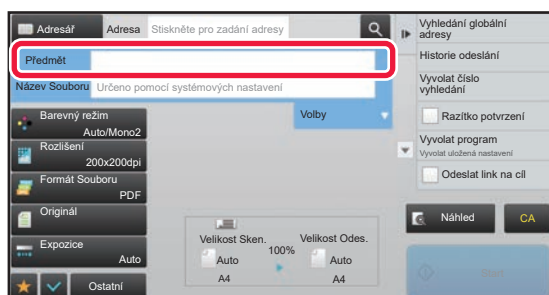 Adresář
Adresa
Stiskněte pro zadání adresy
Předmět
Název Souboru
Určeno pomocí systémových nastavení
Barevný režim
Auto/Mono2
Rozlišení
200x200dpi
Formát Souboru
PDF
Originál
Expozice
Auto
Ostatní
Volby
Velikost Sken.
100%
Velikost Odes.
Auto
Auto
A4
A4
Vyhledání globální
adresy
Historie odeslání
Vyvolat číslo
vyhledání
Razítko potvrzení
Vyvolat program
Vyvolat uložená nastavení
Odeslat link na cíl
Náhled
CA
Start